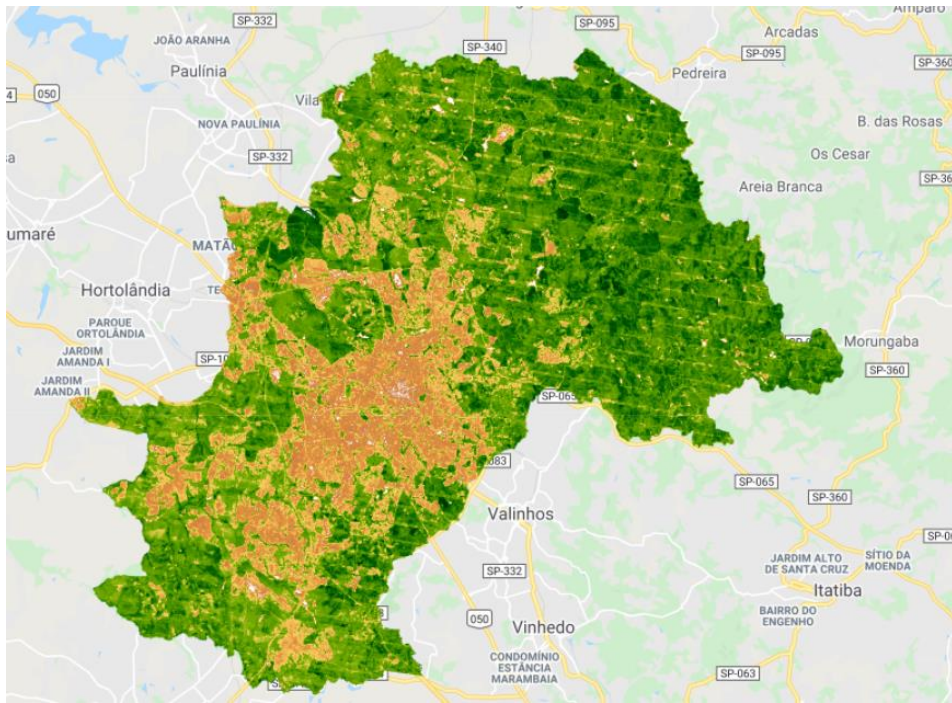 SP-332
SP-095
Amparo
JOÃO ARANHA
SP-340
Arcadas
SP-095
Paulínia
Pedreira
SP-360
050
Vila
NOVA PAULÍNIA
B. das Rosas
SP-332
Os Cesar
Areia Branca
umaré
MATÃO
Hortolândia
PARQUE
ORTOLÂNDIA
JARDIM
AMANDA I
Morungaba
JARDIM
AMANDA II
SP-360
SP-065
083
SP-065
SP-360
Valinhos
JARDIM ALTO
DE SANTA CRUZ
SÍTIO DA
MOENDA
SP-332
Itatiba
BAIRRO DO
ENGENHO
050
Vinhedo
CONDOMÍNIO
ESTÂNCIA
MARAMBAIA
SP-063